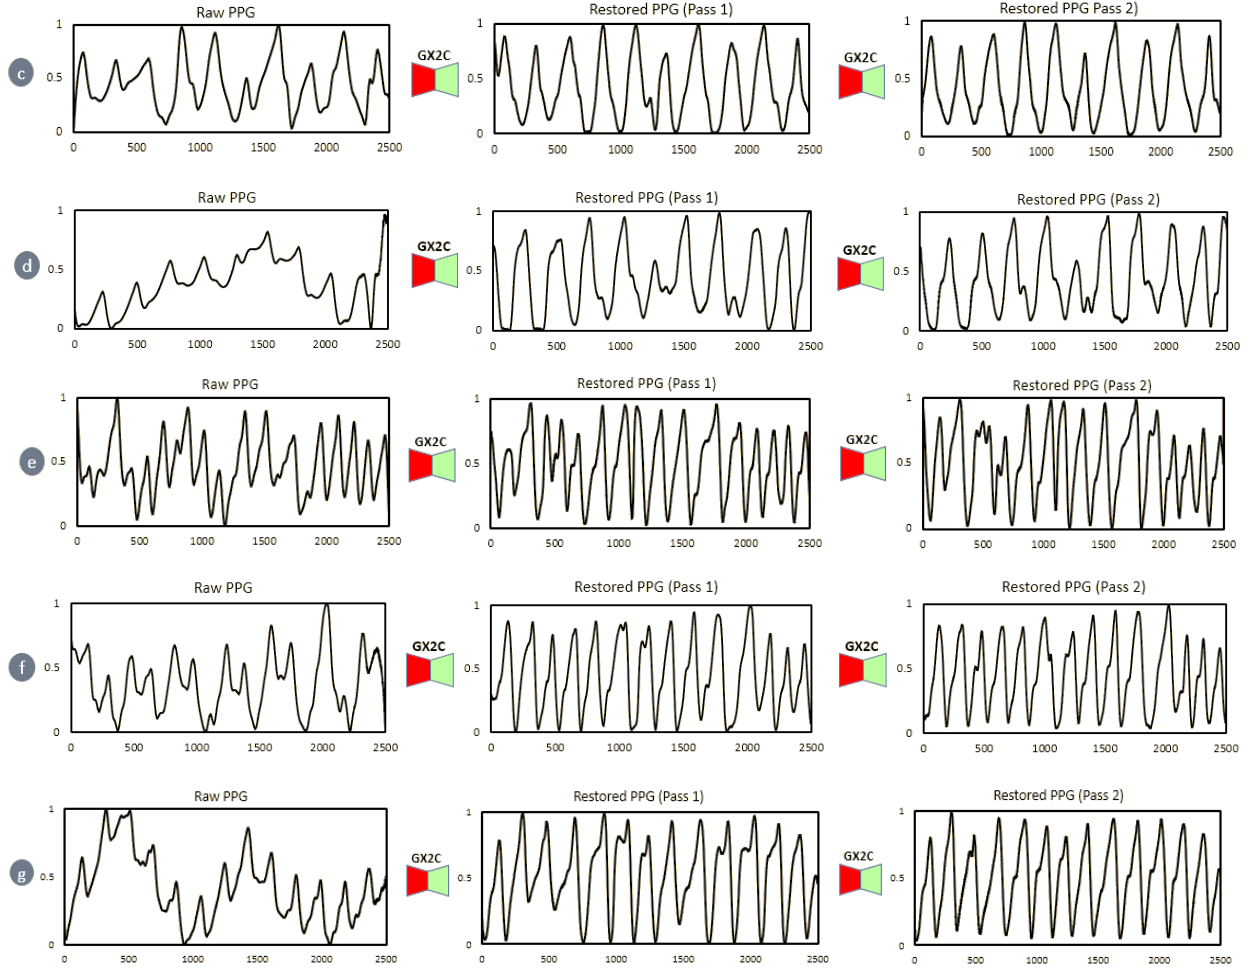 Raw PPG Restored PPG (Pass 1) Restored PPG Pass 2)
1 1 1
c 0.5 GX2C 0.5 GX2C 0.5
0 0 0
0 500 1000 1500 2000 2500 0 500 1000 1500 2000 2500 0 500 1000 1500 2000 2500
Raw PPG Restored PPG (Pass 1) Restored PPG (Pass 2)
1 1 1
d 0.5 GX2C 0.5 GX2C 0.5
0 0 0
0 500 1000 1500 2000 2500 0 500 1000 1500 2000 2500 0 500 1000 1500 2000 2500
Raw PPG Restored PPG (Pass 1) Restored PPG (Pass 2)
1 1 1
e 0.5 GX2C 0.5 GX2C 0.5
0 0 0
0 500 1000 1500 2000 2500 0 500 1000 1500 2000 2500 0 500 1000 1500 2000 2500
Raw PPG Restored PPG (Pass 1) Restored PPG (Pass 2)
1 1 1
f 0.5 GX2C 0.5 GX2C 0.5
0 0 0
0 500 1000 1500 2000 2500 0 500 1000 1500 2000 2500 0 500 1000 1500 2000 2500
Raw PPG Restored PPG (Pass 1) Restored PPG (Pass 2)
1 1 1
g 0.5 GX2C 0.5 GX2C 0.5
0 0 0
0 500 1000 1500 2000 2500 0 500 1000 1500 2000 2500 0 500 1000 1500 2000 2500